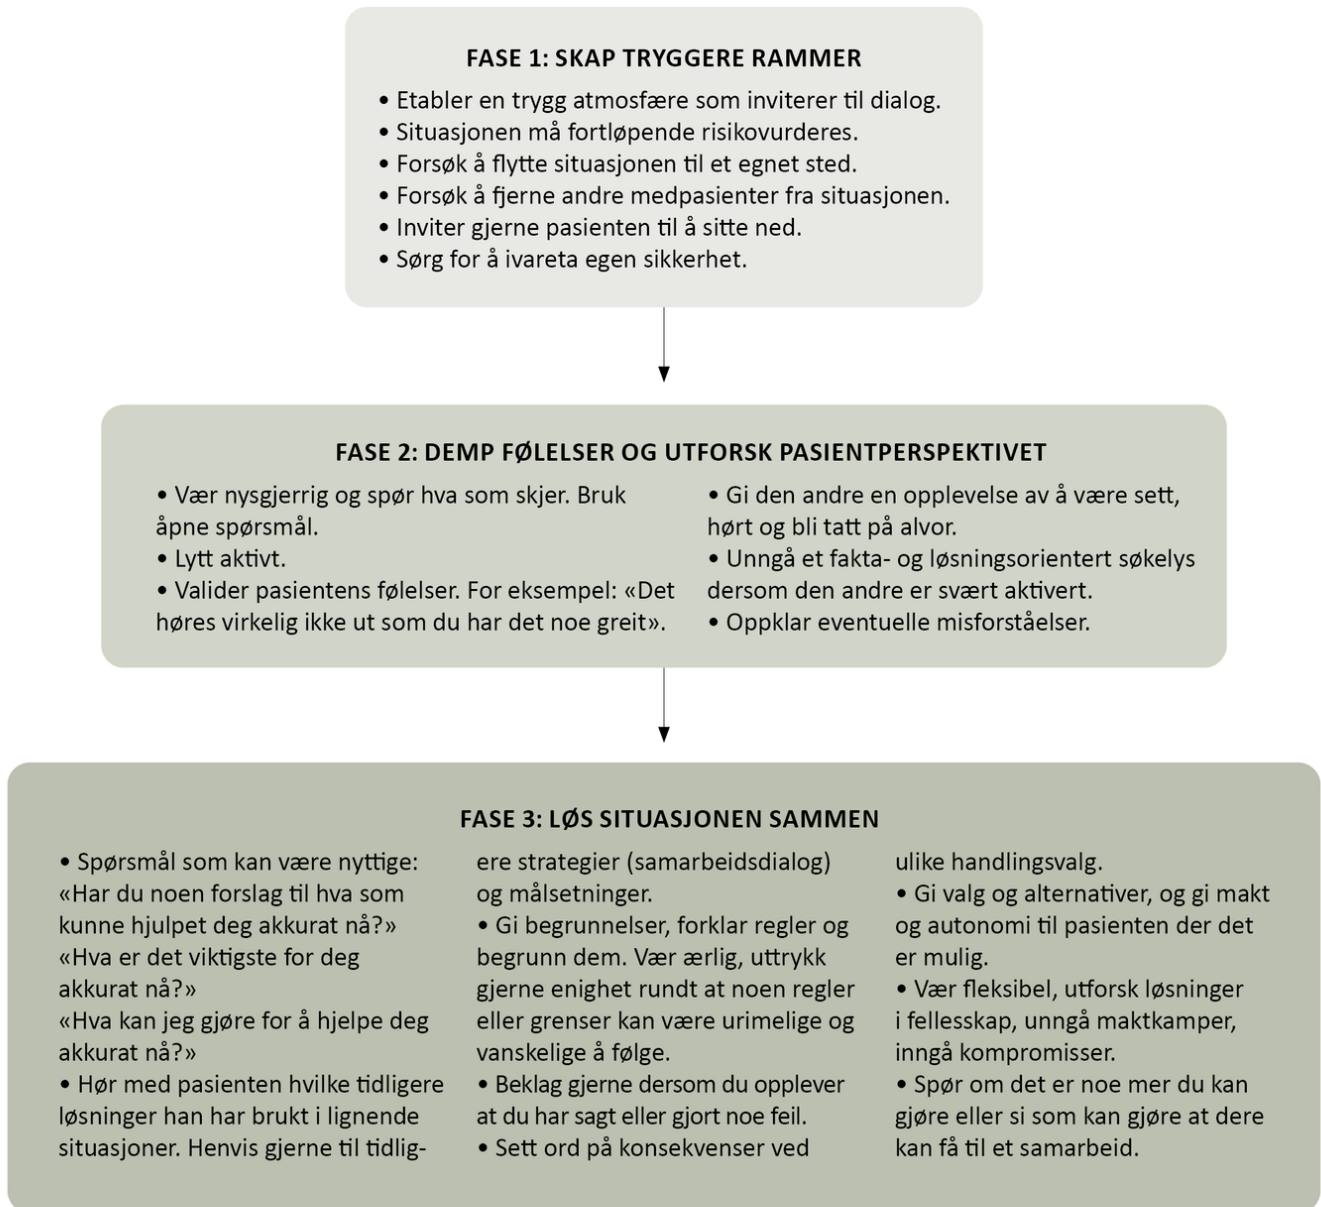 FASE 1: SKAP TRYGGERE RAMMER
• Etabler en trygg atmosfære som inviterer til dialog.
• Situasjonen må fortløpende risikovurderes.
• Forsøk å flytte situasjonen til et egnet sted.
• Forsøk å fjerne andre medpasienter fra situasjonen.
• Inviter gjerne pasienten til å sitte ned.
• Sørg for å ivareta egen sikkerhet.
FASE 2: DEMP FØLELSER OG UTFORSK PASIENTPERSPEKTIVET
• Vær nysgjerrig og spør hva som skjer. Bruk
åpne spørsmål.
• Lytt aktivt.
• Valider pasientens følelser. For eksempel: «Det
høres virkelig ikke ut som du har det noe greit».
• Gi den andre en opplevelse av å være sett,
hørt og bli tatt på alvor.
• Unngå et fakta- og løsningsorientert søkelys
dersom den andre er svært aktivert.
• Oppklar eventuelle misforståelser.
FASE 3: LØS SITUASJONEN SAMMEN
• Spørsmål som kan være nyttige:
«Har du noen forslag til hva som
kunne hjulpet deg akkurat nå?»
«Hva er det viktigste for deg
akkurat nå?»
«Hva kan jeg gjøre for å hjelpe deg
akkurat nå?»
• Hør med pasienten hvilke tidligere
løsninger han har brukt i lignende
situasjoner. Henvis gjerne til tidlig-
ere strategier (samarbeidsdialog)
og målsetninger.
• Gi begrunnelser, forklar regler og
begrunn dem. Vær ærlig, uttrykk
gjerne enighet rundt at noen regler
eller grenser kan være urimelige og
vanskelige å følge.
• Beklag gjerne dersom du opplever
at du har sagt eller gjort noe feil.
• Sett ord på konsekvenser ved
ulike handlingsvalg.
• Gi valg og alternativer, og gi makt
og autonomi til pasienten der det
er mulig.
• Vær fleksibel, utforsk løsninger
i fellesskap, unngå maktkamper,
inngå kompromisser.
• Spør om det er noe mer du kan
gjøre eller si som kan gjøre at dere
kan få til et samarbeid.